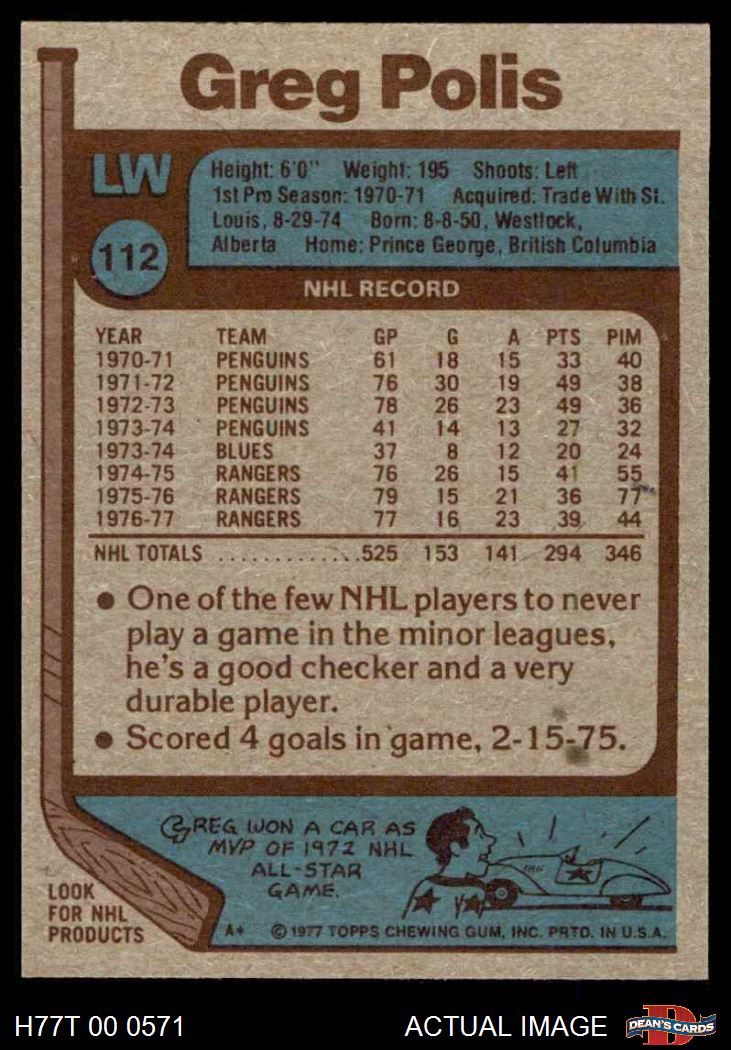 Greg Polis
LW
112
Height: 6'0" Weight: 195 Shoots: Left
1st Pro Season: 1970-71 Acquired: Trade With St.
Louis, 8-29-74 Born: 8-8-50, Westlock,
Alberta Home: Prince George, British Columbia
NHL RECORD
YEAR TEAM GP G A PTS PIM
1970-71 PENGUINS 61 18 15 33 40
1971-72 PENGUINS 76 30 19 49 38
1972-73 PENGUINS 78 26 23 49 36
1973-74 PENGUINS 41 14 13 27 32
1973-74 BLUES 37 8 12 20 24
1974-75 RANGERS 76 26 15 41 55
1975-76 RANGERS 79 15 21 36 77
1976-77 RANGERS 77 16 23 39 44
NHL TOTALS ..............525 153 141 294 346
● One of the few NHL players to never
play a game in the minor leagues,
he's a good checker and a very
durable player.
● Scored 4 goals in game, 2-15-75.
GREG WON A CAR AS
MVP OF 1972 NHL
ALL-STAR
GAME.
LOOK
FOR NHL
PRODUCTS
A* © 1977 TOPPS CHEWING GUM, INC. PRTD. IN U.S.A.
H77T 00 0571
ACTUAL IMAGE
D
DEAN'S CARDS